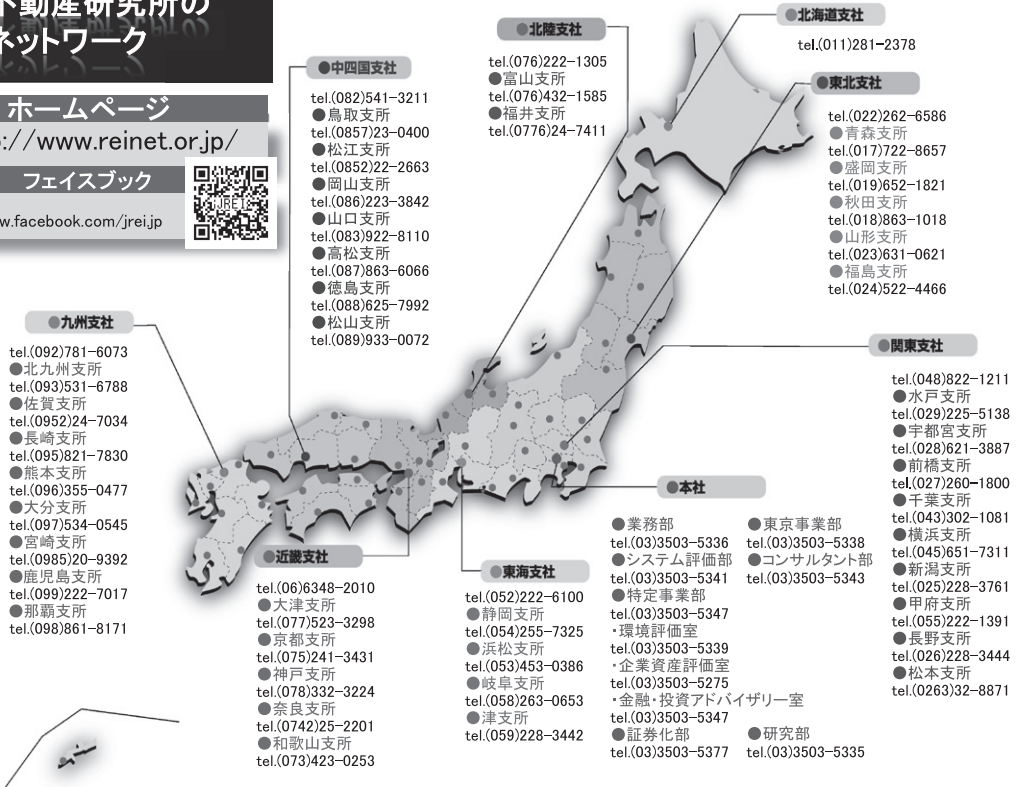 不動産研究所の
ネットワーク
ホームページ
://www.reinet.or.jp/
フェイスブック
w.facebook.com/jrei.jp
JREI
●北海道支社
tel.(011)281-2378
●北陸支社
tel.(076)222-1305
●富山支所
tel.(076)432-1585
●福井支所
tel.(0776)24-7411
●東北支社
tel.(022)262-6586
●青森支所
tel.(017)722-8657
●盛岡支所
tel.(019)652-1821
●秋田支所
tel.(018)863-1018
●山形支所
tel.(023)631-0621
●福島支所
tel.(024)522-4466
●中四国支社
tel.(082)541-3211
●鳥取支所
tel.(0857)23-0400
●松江支所
tel.(0852)22-2663
●岡山支所
tel.(086)223-3842
●山口支所
tel.(083)922-8110
●高松支所
tel.(087)863-6066
●徳島支所
tel.(088)625-7992
●松山支所
tel.(089)933-0072
●九州支社
tel.(092)781-6073
●北九州支所
tel.(093)531-6788
●佐賀支所
tel.(0952)24-7034
●長崎支所
tel.(095)821-7830
●熊本支所
tel.(096)355-0477
●大分支所
tel.(097)534-0545
●宮崎支所
tel.(0985)20-9392
●鹿児島支所
tel.(099)222-7017
●那覇支所
tel.(098)861-8171
●近畿支社
tel.(06)6348-2010
●大津支所
tel.(077)523-3298
●京都支所
tel.(075)241-3431
●神戸支所
tel.(078)332-3224
●奈良支所
tel.(0742)25-2201
●和歌山支所
tel.(073)423-0253
●東海支社
tel.(052)222-6100
●静岡支所
tel.(054)255-7325
●浜松支所
tel.(053)453-0386
●岐阜支所
tel.(058)263-0653
●津支所
tel.(059)228-3442
●本社
●業務部
tel.(03)3503-5336
●システム評価部
tel.(03)3503-5341
●特定事業部
tel.(03)3503-5347
・環境評価室
tel.(03)3503-5339
・企業資産評価室
tel.(03)3503-5275
・金融・投資アドバイザリー室
tel.(03)3503-5347
●証券化部
tel.(03)3503-5377
●東京事業部
tel.(03)3503-5338
●コンサルタント部
tel.(03)3503-5343
●研究部
tel.(03)3503-5335
●関東支社
tel.(048)822-1211
●水戸支所
tel.(029)225-5138
●宇都宮支所
tel.(028)621-3887
●前橋支所
tel.(027)260-1800
●千葉支所
tel.(043)302-1081
●横浜支所
tel.(045)651-7311
●新潟支所
tel.(025)228-3761
●甲府支所
tel.(055)222-1391
●長野支所
tel.(026)228-3444
●松本支所
tel.(0263)32-8871